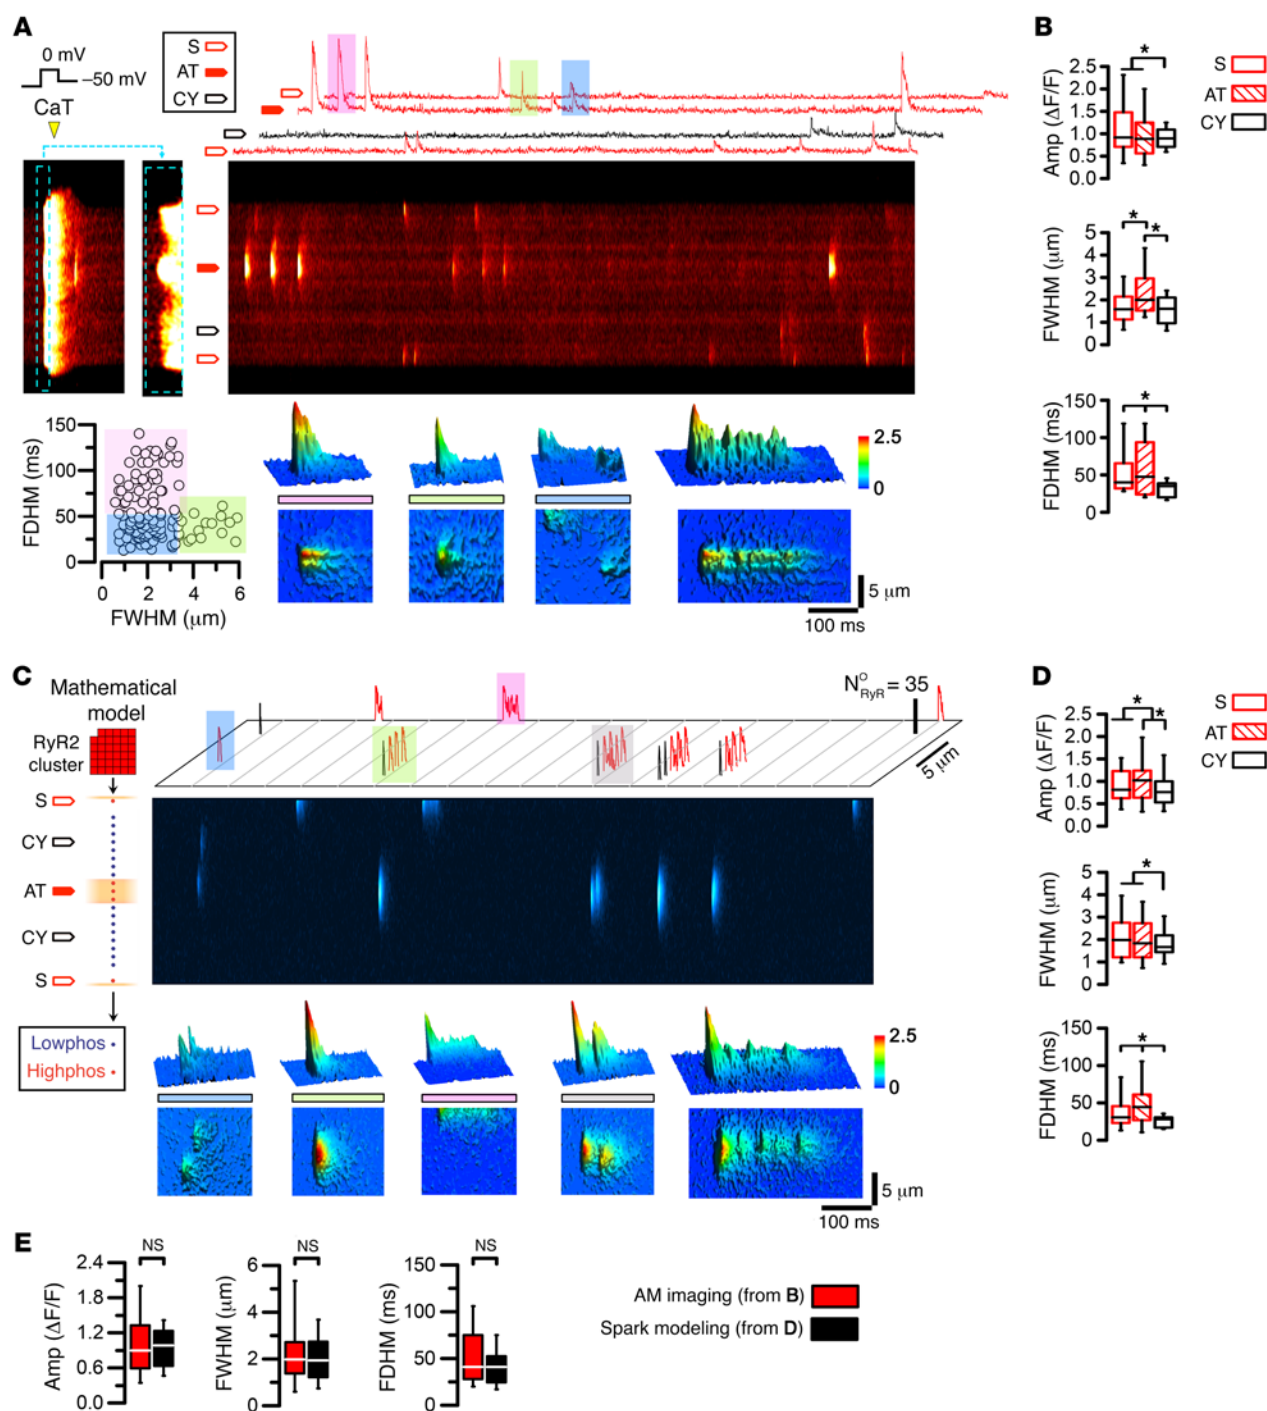 A
0 mV
−50 mV
CaT
S
AT
CY
FDHM (ms)
150
100
50
0
0
2
4
6
FWHM (μm)
2.5
0
5 μm
100 ms
B
S
AT
CY
*
Amp (ΔF/F)
2.5
2.0
1.5
1.0
0.5
0.0
* *
FWHM (μm)
5
4
3
2
1
0
*
FDHM (ms)
150
100
50
0
C
Mathematical
model
RyR2
cluster
S
CY
AT
CY
S
Lowphos
Highphos
N^O_RyR = 35
5 μm
2.5
0
5 μm
100 ms
D
S
AT
CY
* *
Amp (ΔF/F)
2.5
2.0
1.5
1.0
0.5
0.0
*
FWHM (μm)
5
4
3
2
1
0
*
FDHM (ms)
150
100
50
0
E
NS
Amp (ΔF/F)
2.4
1.8
1.2
0.6
0.0
NS
FWHM (μm)
6
4
2
0
NS
FDHM (ms)
150
100
50
0
AM imaging (from B)
Spark modeling (from D)